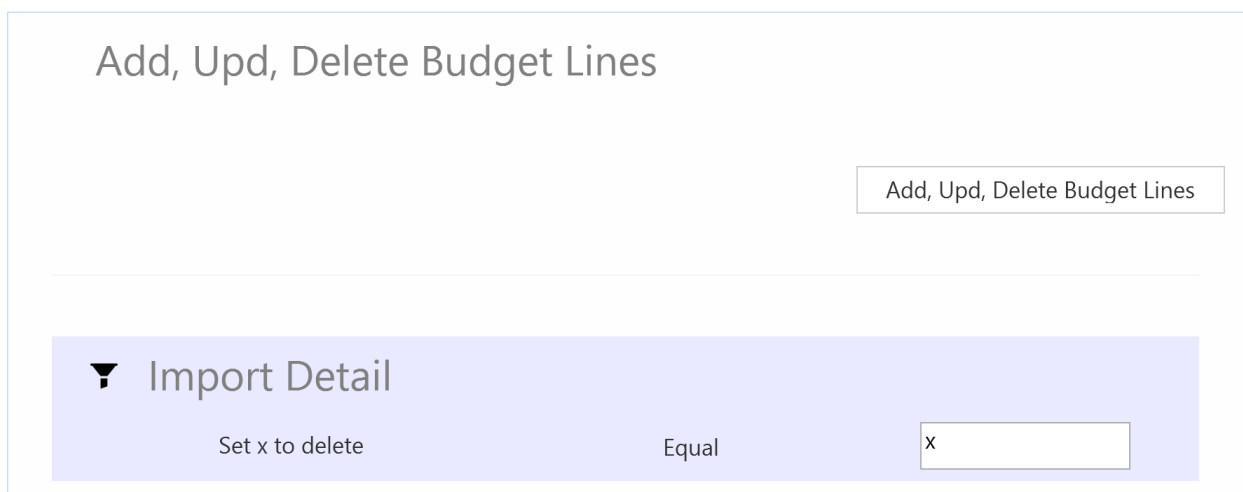 Add, Upd, Delete Budget Lines
Add, Upd, Delete Budget Lines
Import Detail
Set x to delete Equal x